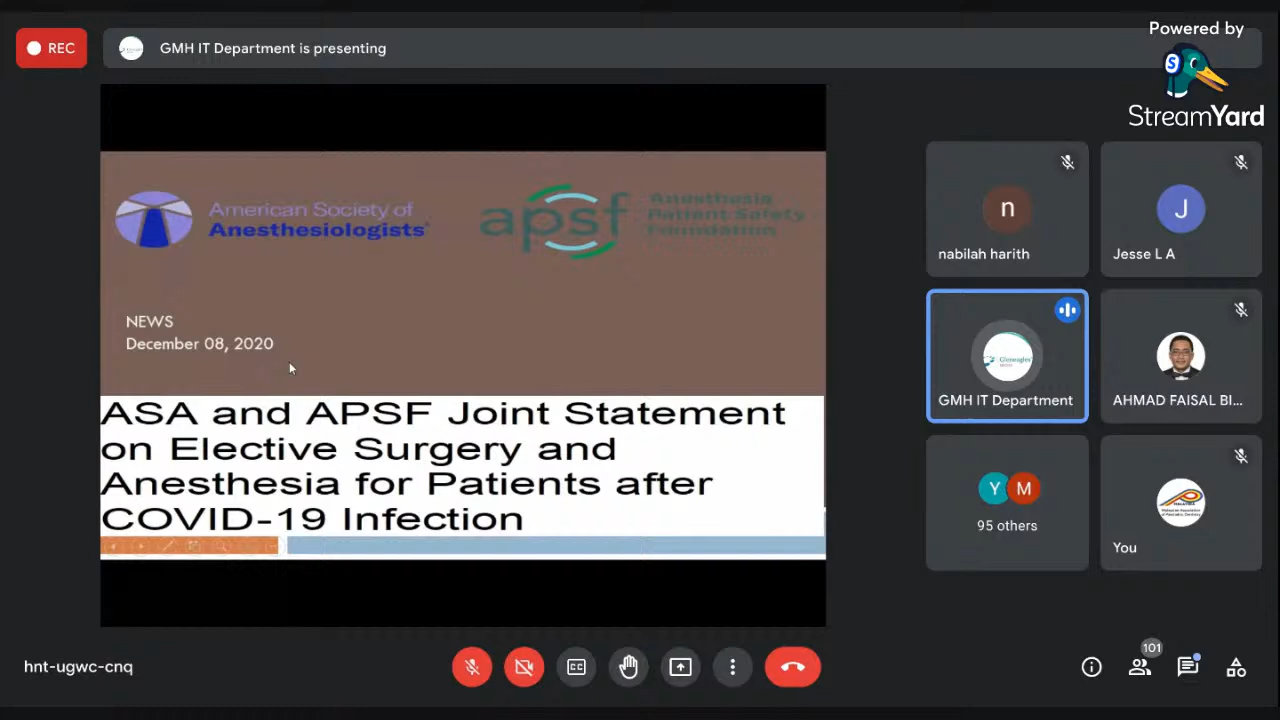 REC
GMH IT Department is presenting
Powered by
StreamYard
American Society of
Anesthesiologists
apsf
Anesthesia
Patient Safety
Foundation
NEWS
December 08, 2020
ASA and APSF Joint Statement
on Elective Surgery and
Anesthesia for Patients after
COVID-19 Infection
n
nabilah harith
J
Jesse L A
Gleneagles
GMH IT Department
AHMAD FAISAL BI...
Y M
95 others
You
hnt-ugwc-cnq
101